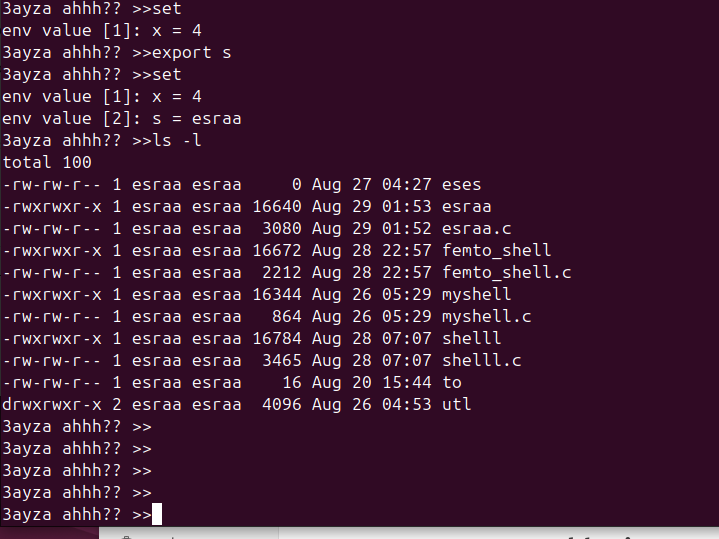 3ayza ahhh?? >>set
env value [1]: x = 4
3ayza ahhh?? >>export s
3ayza ahhh?? >>set
env value [1]: x = 4
env value [2]: s = esraa
3ayza ahhh?? >>ls -l
total 100
-rw-rw-r-- 1 esraa esraa     0 Aug 27 04:27 eses
-rwxrwxr-x 1 esraa esraa 16640 Aug 29 01:53 esraa
-rw-rw-r-- 1 esraa esraa  3080 Aug 29 01:52 esraa.c
-rwxrwxr-x 1 esraa esraa 16672 Aug 28 22:57 femto_shell
-rw-rw-r-- 1 esraa esraa  2212 Aug 28 22:57 femto_shell.c
-rwxrwxr-x 1 esraa esraa 16344 Aug 26 05:29 myshell
-rw-rw-r-- 1 esraa esraa   864 Aug 26 05:29 myshell.c
-rwxrwxr-x 1 esraa esraa 16784 Aug 28 07:07 shelll
-rw-rw-r-- 1 esraa esraa  3465 Aug 28 07:07 shelll.c
-rw-rw-r-- 1 esraa esraa    16 Aug 20 15:44 to
drwxrwxr-x 2 esraa esraa  4096 Aug 26 04:53 utl
3ayza ahhh?? >>
3ayza ahhh?? >>
3ayza ahhh?? >>
3ayza ahhh?? >>
3ayza ahhh?? >>